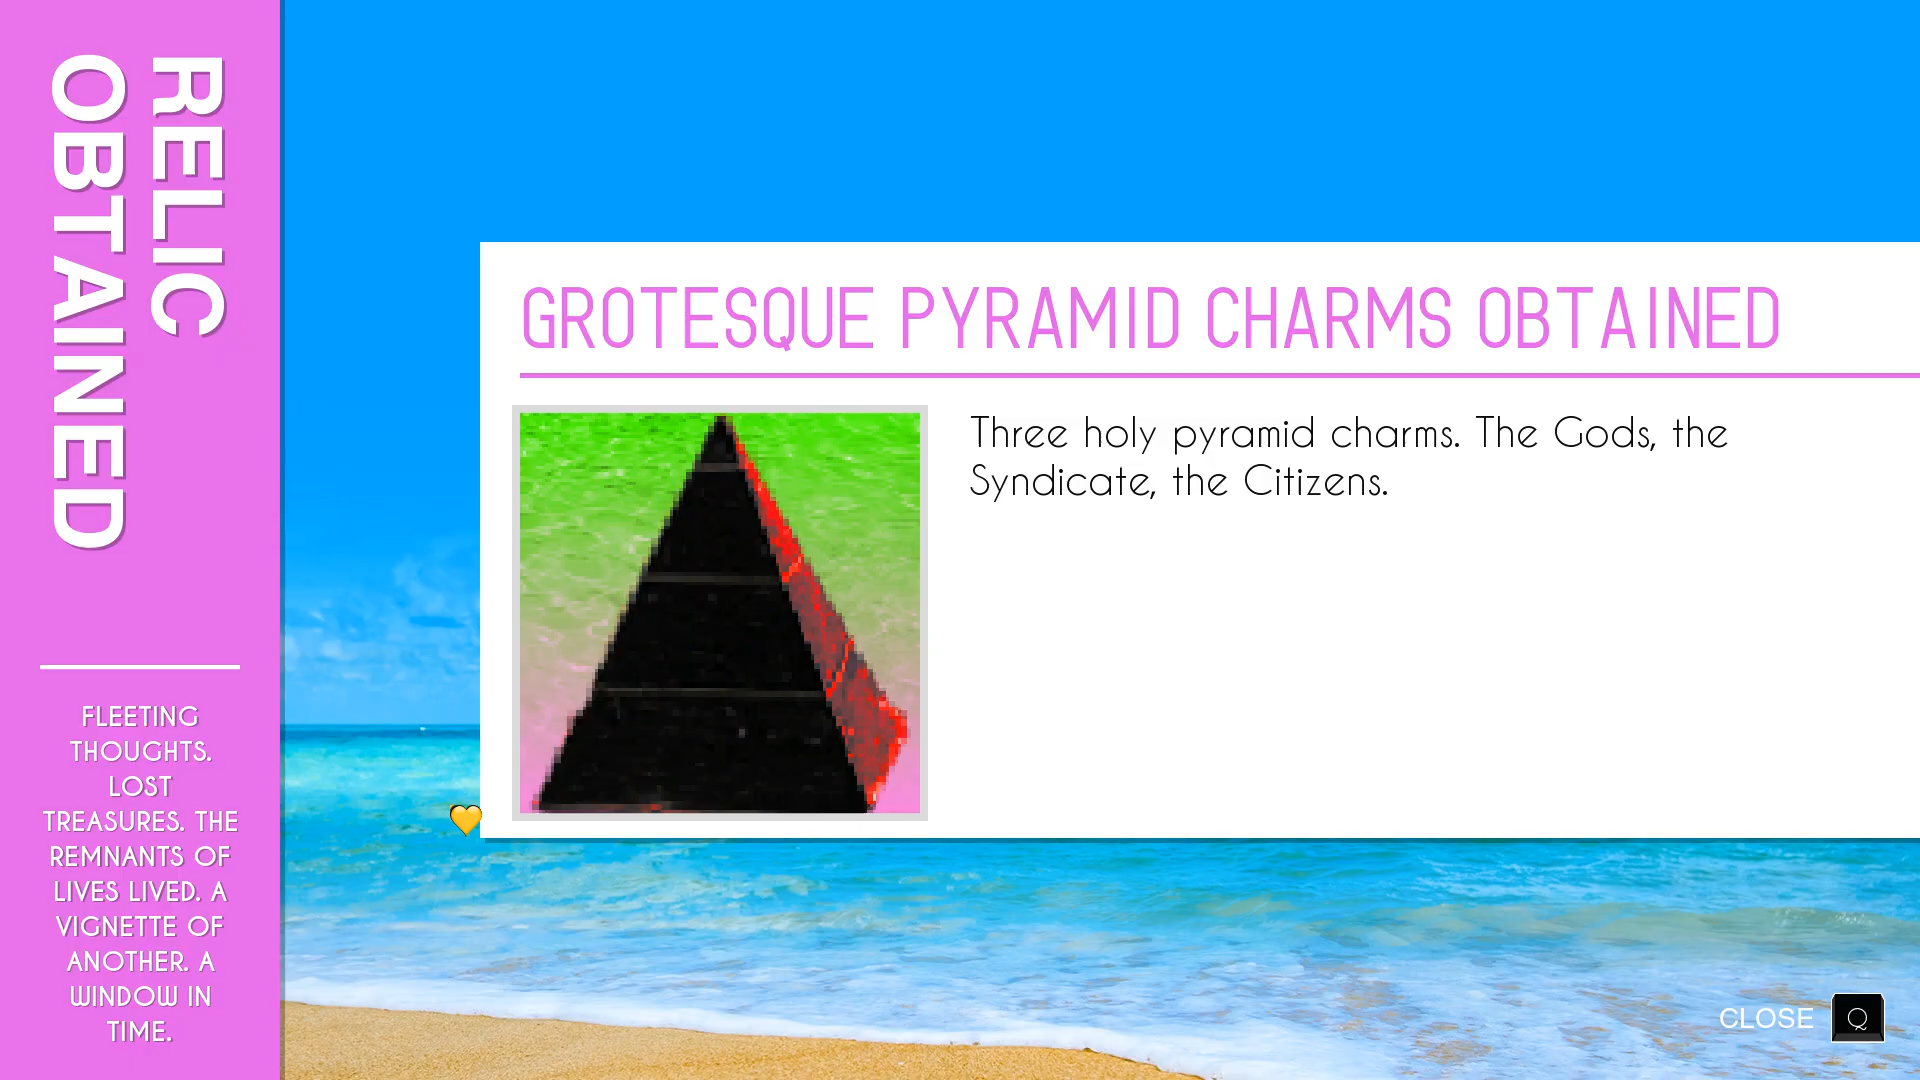 RELIC
OBTAINED
FLEETING
THOUGHTS.
LOST
TREASURES. THE
REMNANTS OF
LIVES LIVED. A
VIGNETTE OF
ANOTHER. A
WINDOW IN
TIME.
GROTESQUE PYRAMID CHARMS OBTAINED
Three holy pyramid charms. The Gods, the
Syndicate, the Citizens.
CLOSE Q